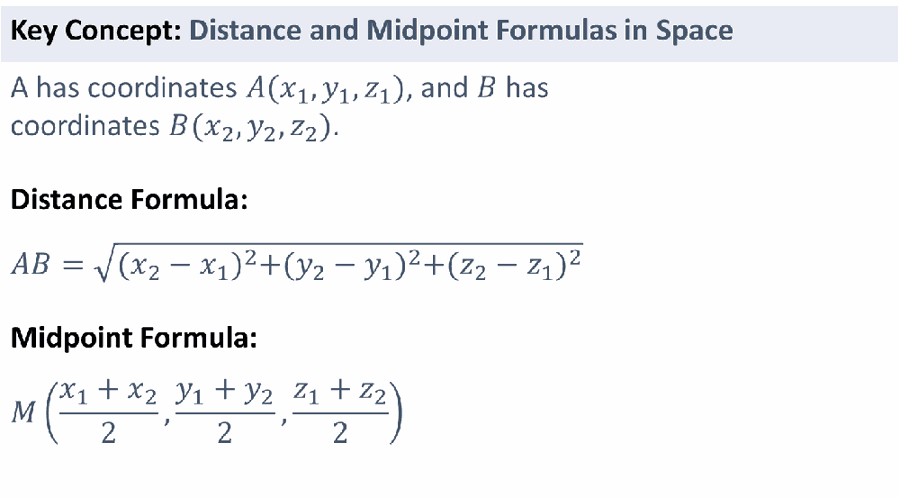 Key Concept: Distance and Midpoint Formulas in Space
A has coordinates A(x₁, y₁, z₁), and B has
coordinates B(x₂, y₂, z₂).
Distance Formula:
AB = √(x₂ − x₁)²+(y₂ − y₁)²+(z₂ − z₁)²
Midpoint Formula:
M((x₁ + x₂)/2, (y₁ + y₂)/2, (z₁ + z₂)/2)